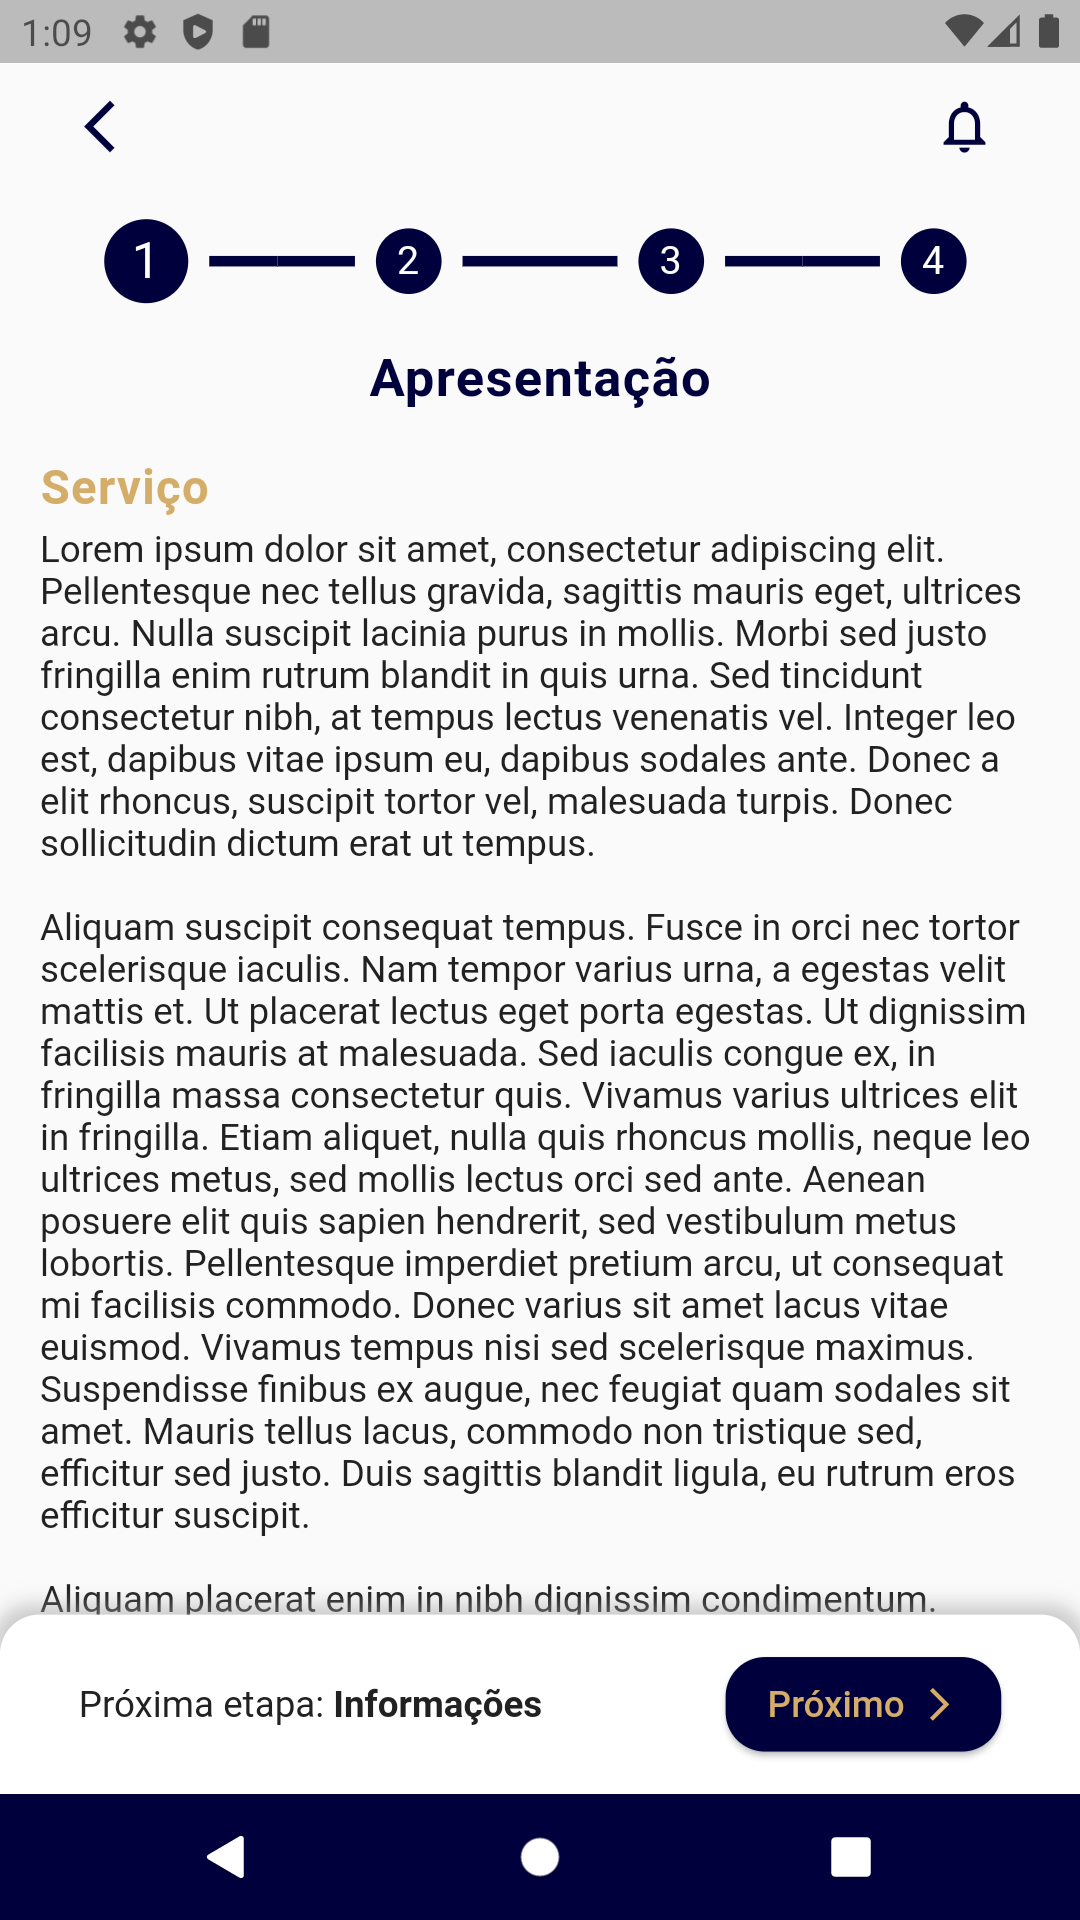 1:09
1 2 3 4
Apresentação
Serviço
Lorem ipsum dolor sit amet, consectetur adipiscing elit.
Pellentesque nec tellus gravida, sagittis mauris eget, ultrices
arcu. Nulla suscipit lacinia purus in mollis. Morbi sed justo
fringilla enim rutrum blandit in quis urna. Sed tincidunt
consectetur nibh, at tempus lectus venenatis vel. Integer leo
est, dapibus vitae ipsum eu, dapibus sodales ante. Donec a
elit rhoncus, suscipit tortor vel, malesuada turpis. Donec
sollicitudin dictum erat ut tempus.
Aliquam suscipit consequat tempus. Fusce in orci nec tortor
scelerisque iaculis. Nam tempor varius urna, a egestas velit
mattis et. Ut placerat lectus eget porta egestas. Ut dignissim
facilisis mauris at malesuada. Sed iaculis congue ex, in
fringilla massa consectetur quis. Vivamus varius ultrices elit
in fringilla. Etiam aliquet, nulla quis rhoncus mollis, neque leo
ultrices metus, sed mollis lectus orci sed ante. Aenean
posuere elit quis sapien hendrerit, sed vestibulum metus
lobortis. Pellentesque imperdiet pretium arcu, ut consequat
mi facilisis commodo. Donec varius sit amet lacus vitae
euismod. Vivamus tempus nisi sed scelerisque maximus.
Suspendisse finibus ex augue, nec feugiat quam sodales sit
amet. Mauris tellus lacus, commodo non tristique sed,
efficitur sed justo. Duis sagittis blandit ligula, eu rutrum eros
efficitur suscipit.
Aliquam placerat enim in nibh dignissim condimentum.
Próxima etapa: Informações
Próximo